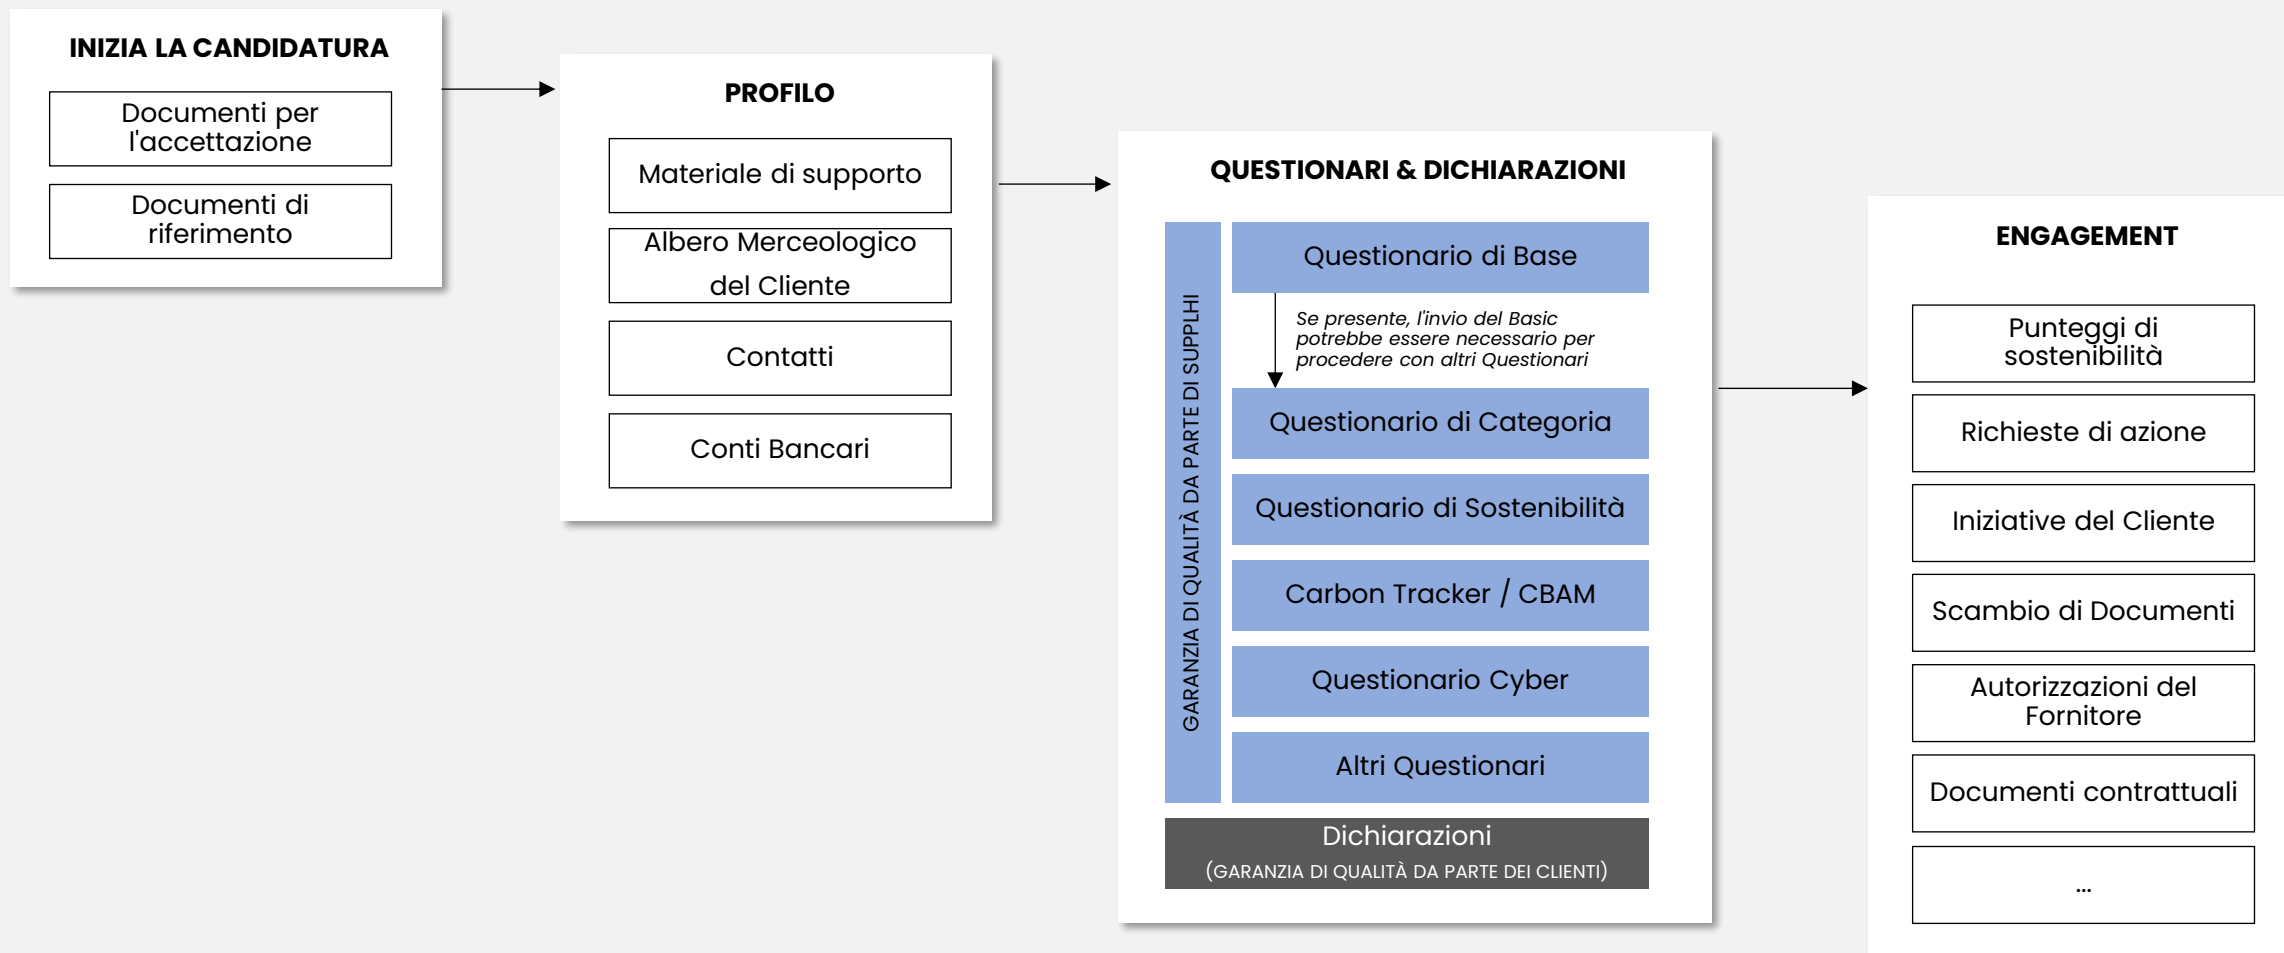 INIZIA LA CANDIDATURA
Documenti per
l'accettazione
Documenti di
riferimento
PROFILO
Materiale di supporto
Albero Merceologico
del Cliente
Contatti
Conti Bancari
QUESTIONARI & DICHIARAZIONI
GARANZIA DI QUALITÀ DA PARTE DI SUPPLHI
Questionario di Base
Se presente, l'invio del Basic
potrebbe essere necessario per
procedere con altri Questionari
Questionario di Categoria
Questionario di Sostenibilità
Carbon Tracker / CBAM
Questionario Cyber
Altri Questionari
Dichiarazioni
(GARANZIA DI QUALITÀ DA PARTE DEI CLIENTI)
ENGAGEMENT
Punteggi di
sostenibilità
Richieste di azione
Iniziative del Cliente
Scambio di Documenti
Autorizzazioni del
Fornitore
Documenti contrattuali
...